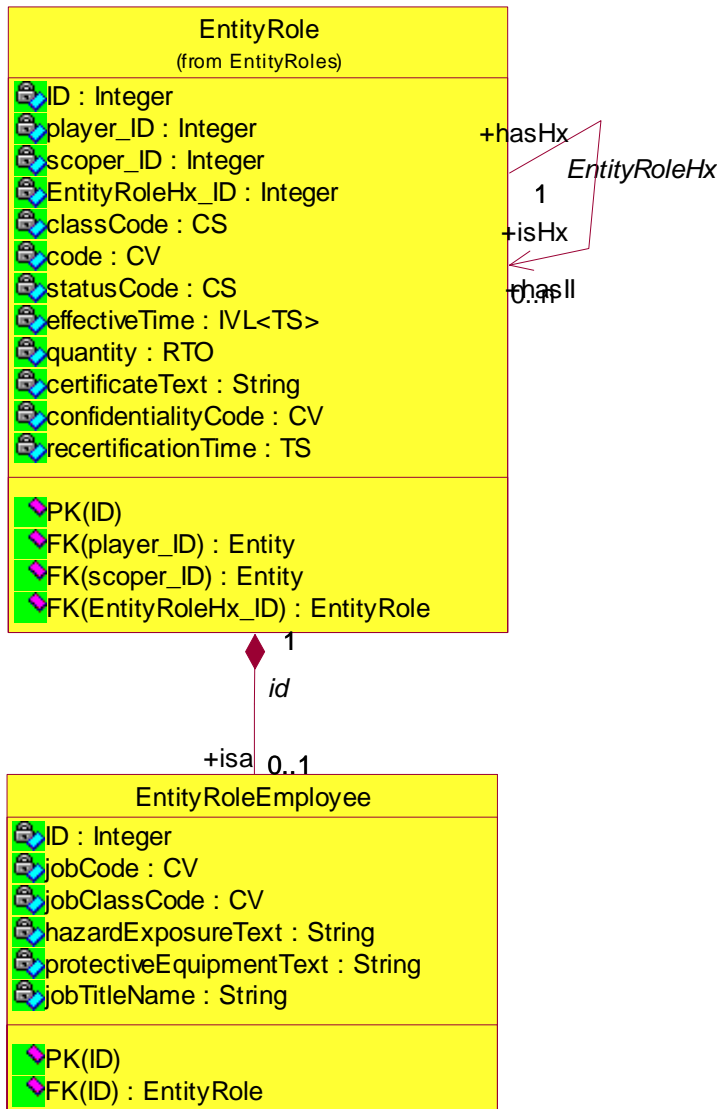 EntityRole
(from EntityRoles)
ID : Integer
player_ID : Integer
scoper_ID : Integer
EntityRoleHx_ID : Integer
classCode : CS
code : CV
statusCode : CS
effectiveTime : IVL<TS>
quantity : RTO
certificateText : String
confidentialityCode : CV
recertificationTime : TS
PK(ID)
FK(player_ID) : Entity
FK(scoper_ID) : Entity
FK(EntityRoleHx_ID) : EntityRole
+hasHx
EntityRoleHx
1
+isHx
+hasII
0..n
1
id
+isa
0..1
EntityRoleEmployee
ID : Integer
jobCode : CV
jobClassCode : CV
hazardExposureText : String
protectiveEquipmentText : String
jobTitleName : String
PK(ID)
FK(ID) : EntityRole